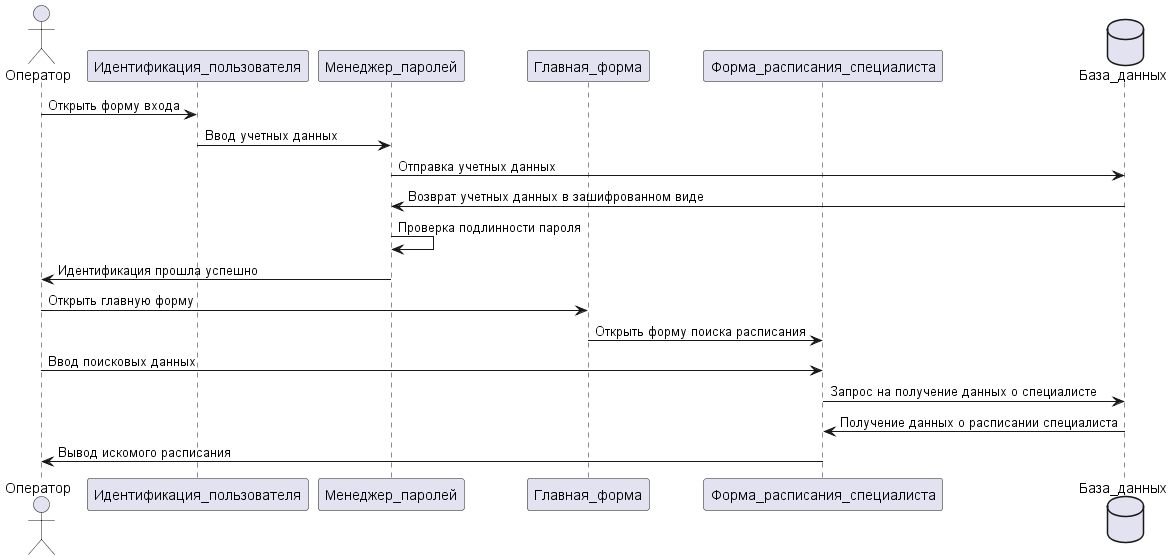 Оператор
Идентификация_пользователя
Менеджер_паролей
Главная_форма
Форма_расписания_специалиста
База_данных
Открыть форму входа
Ввод учетных данных
Отправка учетных данных
Возврат учетных данных в зашифрованном виде
Проверка подлинности пароля
Идентификация прошла успешно
Открыть главную форму
Открыть форму поиска расписания
Ввод поисковых данных
Запрос на получение данных о специалисте
Получение данных о расписании специалиста
Вывод искомого расписания
Оператор
Идентификация_пользователя
Менеджер_паролей
Главная_форма
Форма_расписания_специалиста
База_данных